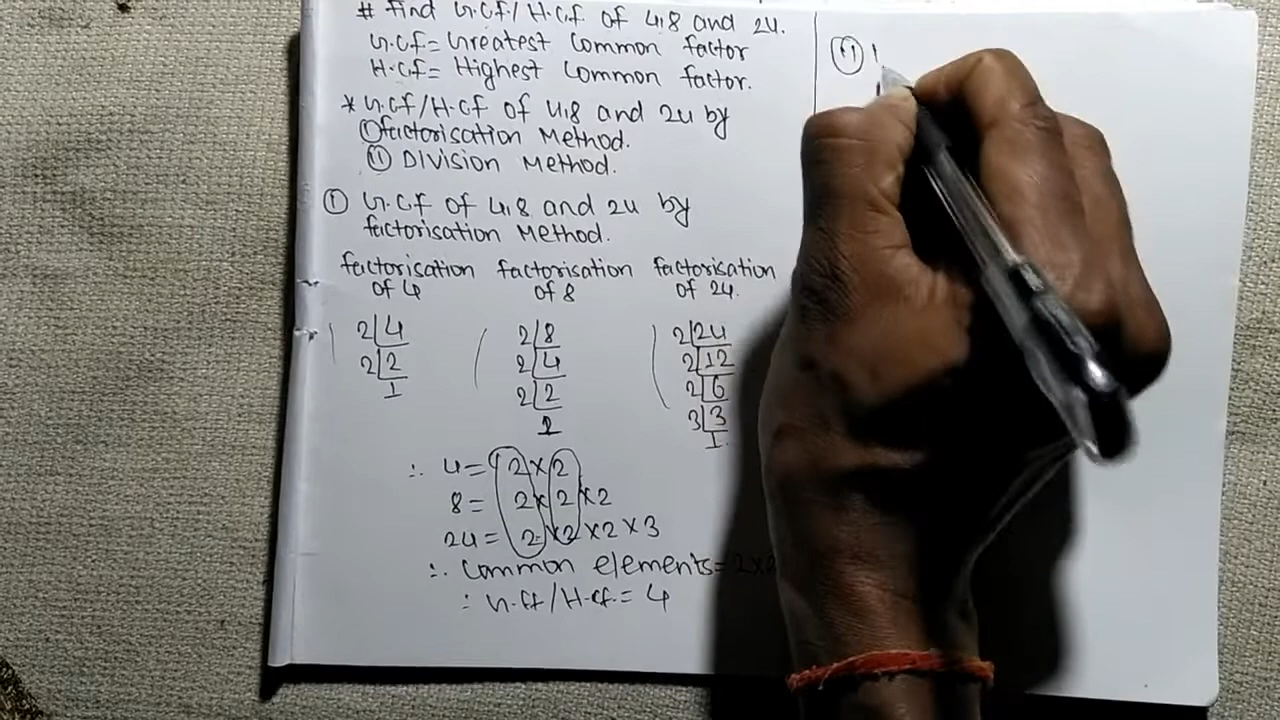 # Find G.C.f/H.C.f. of 4,8 and 24.
G.C.f = Greatest Common factor
H.C.f = Highest Common factor.
* G.C.f/H.C.f of 4,8 and 24 by
(i) factorisation Method.
(ii) Division Method.
(i) G.C.f of 4,8 and 24 by
factorisation Method.
factorisation factorisation factorisation
of 4 of 8 of 24.
2|4 2|8 2|24
2|2 2|4 2|12
1 2|2 2|6
1 3|3
1.
∴ 4 = 2×2
8 = 2×2×2
24 = 2×2×2×3
∴ Common elements = 2×2
∴ G.Cf/H.Cf. = 4
(ii)